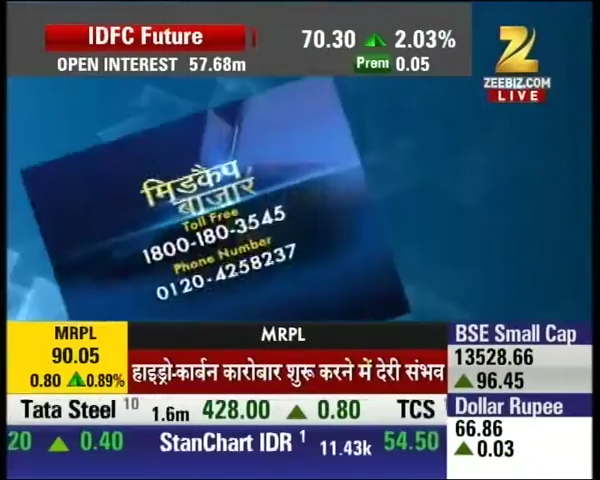 IDFC Future
70.30 2.03%
OPEN INTEREST 57.68m
Prem 0.05
ZEEBIZ.COM
LIVE
मिडकैप
बाज़ार
Toll Free
1800-180-3545
Phone Number
0120-4258237
MRPL
90.05
0.80 0.89%
MRPL
हाइड्रो-कार्बन कारोबार शुरू करने में देरी संभव
BSE Small Cap
13528.66
96.45
Tata Steel 10 1.6m 428.00 0.80 TCS
Dollar Rupee
66.86
0.03
20 0.40 StanChart IDR 1 11.43k 54.50